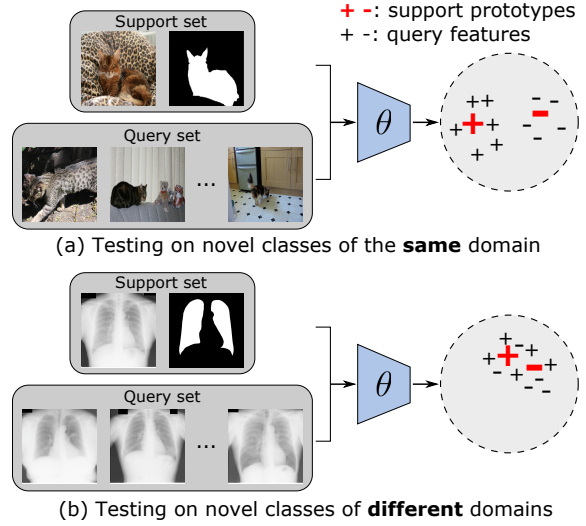 Support set
+ -: support prototypes
+ -: query features
θ
Query set
...
(a) Testing on novel classes of the same domain
Support set
θ
Query set
...
(b) Testing on novel classes of different domains